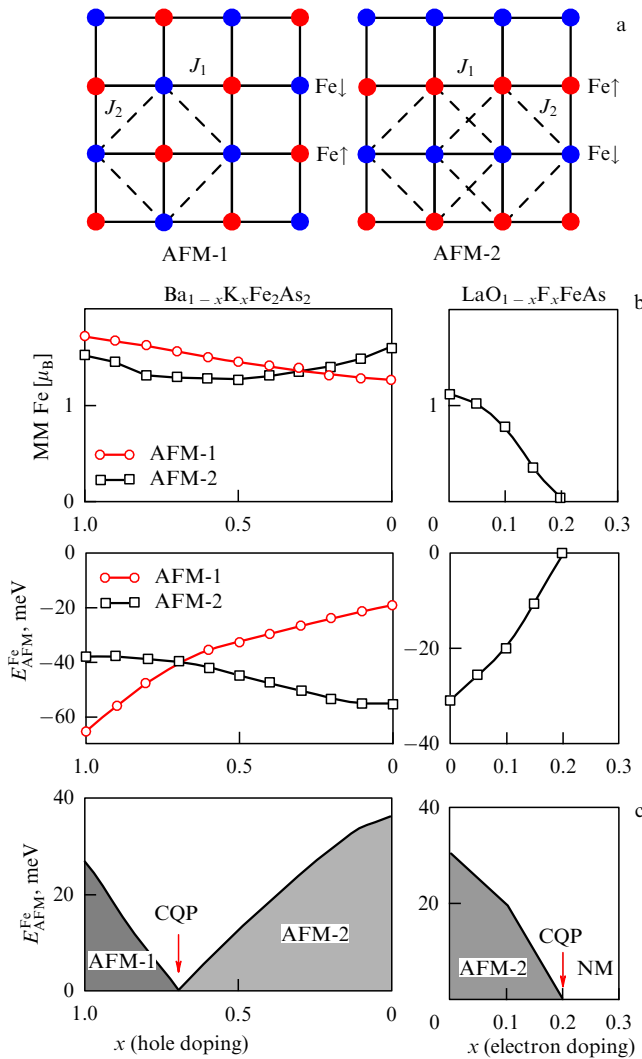 a
J₁ J₁
Fe↓ Fe↑
J₂ J₂
Fe↑ Fe↓
AFM-1 AFM-2
Ba₁₋ₓKₓFe₂As₂ LaO₁₋ₓFₓFeAs b
MM Fe [μ_B]
1 1
AFM-1
AFM-2
0 0
1.0 0.5 0 0 0.1 0.2 0.3
E^Fe_AFM, meV
0 0
AFM-1
AFM-2
−20
−20
−40
−60
−40
1.0 0.5 0 0 0.1 0.2 0.3
c
E^Fe_AFM, meV
40 40
20 20
CQP CQP
AFM-1 AFM-2 AFM-2 NM
0
1.0 0.5 0 0 0.1 0.2 0.3
x (hole doping) x (electron doping)